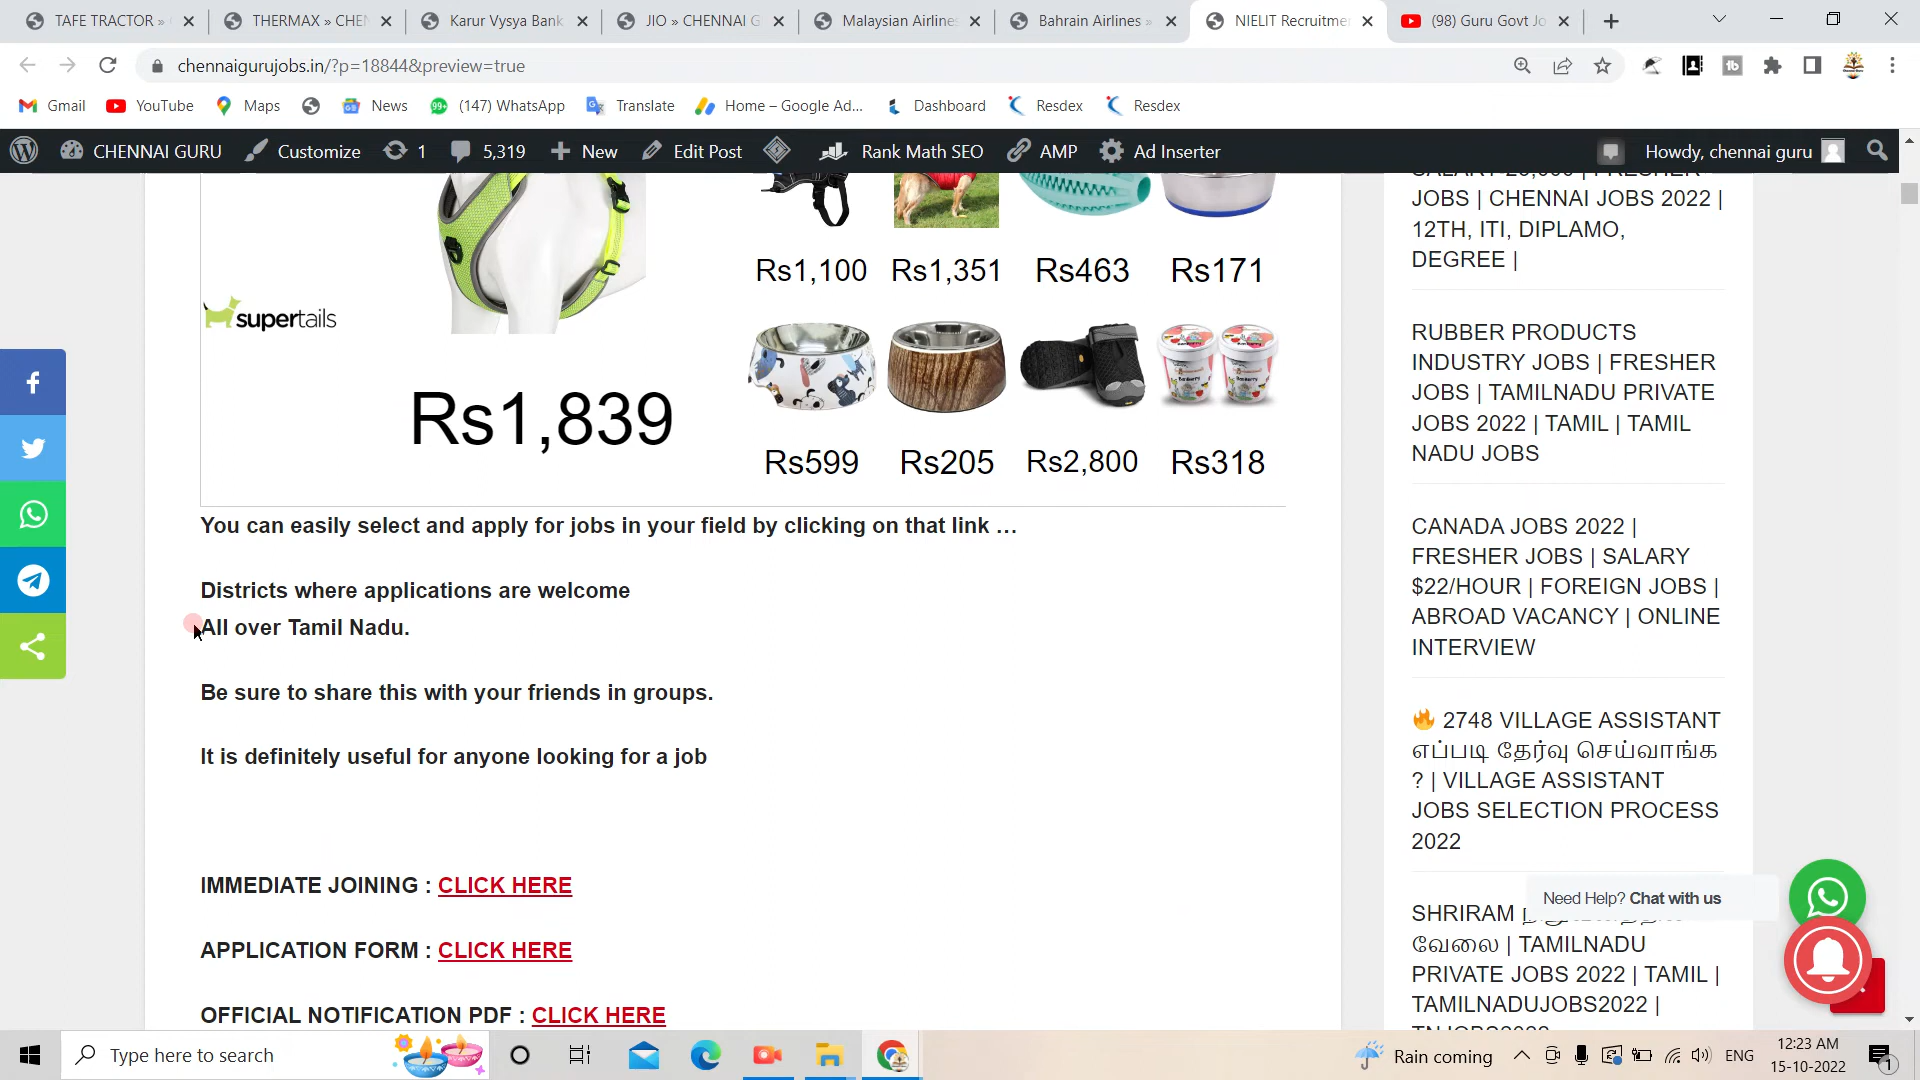 TAFE TRACTOR »
THERMAX » CHEN
Karur Vysya Bank
JIO » CHENNAI G
Malaysian Airline
Bahrain Airlines »
NIELIT Recruitme
(98) Guru Govt Jo
chennaigurujobs.in/?p=18844&preview=true
Gmail
YouTube
Maps
News
(147) WhatsApp
Translate
Home – Google Ad...
Dashboard
Resdex
Resdex
CHENNAI GURU
Customize
1
5,319
New
Edit Post
Rank Math SEO
AMP
Ad Inserter
Howdy, chennai guru
supertails
Rs1,839
Rs1,100 Rs1,351 Rs463 Rs171
Rs599 Rs205 Rs2,800 Rs318
You can easily select and apply for jobs in your field by clicking on that link …
Districts where applications are welcome
All over Tamil Nadu.
Be sure to share this with your friends in groups.
It is definitely useful for anyone looking for a job
IMMEDIATE JOINING : CLICK HERE
APPLICATION FORM : CLICK HERE
OFFICIAL NOTIFICATION PDF : CLICK HERE
JOBS | CHENNAI JOBS 2022 |
12TH, ITI, DIPLAMO,
DEGREE |
RUBBER PRODUCTS
INDUSTRY JOBS | FRESHER
JOBS | TAMILNADU PRIVATE
JOBS 2022 | TAMIL | TAMIL
NADU JOBS
CANADA JOBS 2022 |
FRESHER JOBS | SALARY
$22/HOUR | FOREIGN JOBS |
ABROAD VACANCY | ONLINE
INTERVIEW
🔥 2748 VILLAGE ASSISTANT
எப்படி தேர்வு செய்வாங்க
? | VILLAGE ASSISTANT
JOBS SELECTION PROCESS
2022
SHRIRAM
வேலை | TAMILNADU
PRIVATE JOBS 2022 | TAMIL |
TAMILNADUJOBS2022 |
Need Help? Chat with us
Type here to search
Rain coming
ENG
12:23 AM
15-10-2022
1